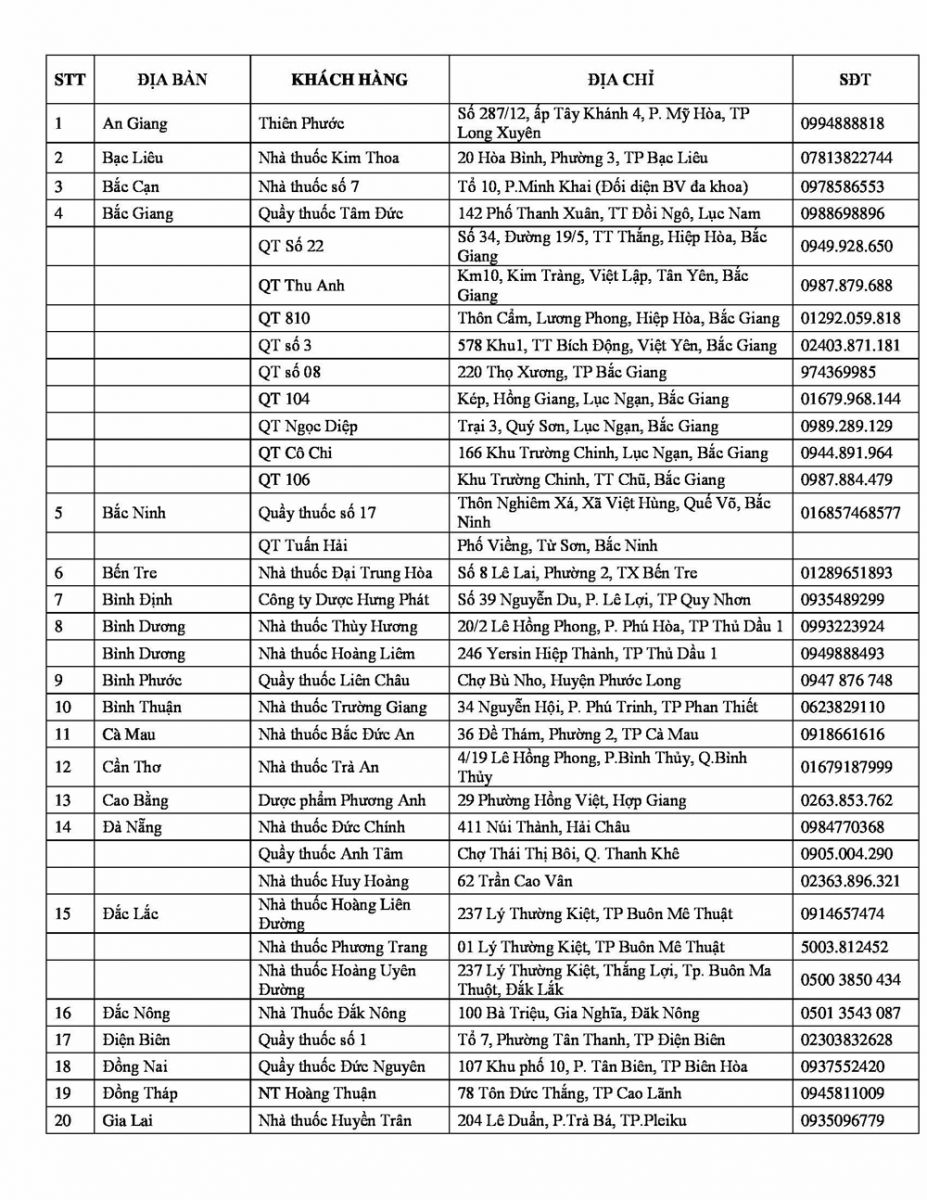 STT ĐỊA BÀN KHÁCH HÀNG ĐỊA CHỈ SĐT
1 An Giang Thiên Phước Số 287/12, ấp Tây Khánh 4, P. Mỹ Hòa, TP
Long Xuyên 0994888818
2 Bạc Liêu Nhà thuốc Kim Thoa 20 Hòa Bình, Phường 3, TP Bạc Liêu 07813822744
3 Bắc Cạn Nhà thuốc số 7 Tổ 10, P.Minh Khai (Đối diện BV đa khoa) 0978586553
4 Bắc Giang Quầy thuốc Tâm Đức 142 Phố Thanh Xuân, TT Đồi Ngô, Lục Nam 0988698896
QT Số 22 Số 34, Đường 19/5, TT Thắng, Hiệp Hòa, Bắc
Giang 0949.928.650
QT Thu Anh Km10, Kim Tràng, Việt Lập, Tân Yên, Bắc
Giang 0987.879.688
QT 810 Thôn Cẩm, Lương Phong, Hiệp Hòa, Bắc Giang 01292.059.818
QT số 3 578 Khu1, TT Bích Động, Việt Yên, Bắc Giang 02403.871.181
QT số 08 220 Thọ Xương, TP Bắc Giang 974369985
QT 104 Kép, Hồng Giang, Lục Ngạn, Bắc Giang 01679.968.144
QT Ngọc Diệp Trại 3, Quý Sơn, Lục Ngạn, Bắc Giang 0989.289.129
QT Cô Chi 166 Khu Trường Chinh, Lục Ngạn, Bắc Giang 0944.891.964
QT 106 Khu Trường Chinh, TT Chũ, Bắc Giang 0987.884.479
5 Bắc Ninh Quầy thuốc số 17 Thôn Nghiêm Xá, Xã Việt Hùng, Quế Võ, Bắc
Ninh 016857468577
QT Tuấn Hải Phố Viềng, Từ Sơn, Bắc Ninh
6 Bến Tre Nhà thuốc Đại Trung Hòa Số 8 Lê Lai, Phường 2, TX Bến Tre 01289651893
7 Bình Định Công ty Dược Hưng Phát Số 39 Nguyễn Du, P. Lê Lợi, TP Quy Nhơn 0935489299
8 Bình Dương Nhà thuốc Thùy Hương 20/2 Lê Hồng Phong, P. Phú Hòa, TP Thủ Dầu 1 0993223924
Bình Dương Nhà thuốc Hoàng Liêm 246 Yersin Hiệp Thành, TP Thủ Dầu 1 0949888493
9 Bình Phước Quầy thuốc Liên Châu Chợ Bù Nho, Huyện Phước Long 0947 876 748
10 Bình Thuận Nhà thuốc Trường Giang 34 Nguyễn Hội, P. Phú Trinh, TP Phan Thiết 0623829110
11 Cà Mau Nhà thuốc Bắc Đức An 36 Đề Thám, Phường 2, TP Cà Mau 0918661616
12 Cần Thơ Nhà thuốc Trà An 4/19 Lê Hồng Phong, P.Bình Thủy, Q.Bình
Thủy 01679187999
13 Cao Bằng Dược phẩm Phương Anh 29 Phường Hồng Việt, Hợp Giang 0263.853.762
14 Đà Nẵng Nhà thuốc Đức Chính 411 Núi Thành, Hải Châu 0984770368
Quầy thuốc Anh Tâm Chợ Thái Thị Bôi, Q. Thanh Khê 0905.004.290
Nhà thuốc Huy Hoàng 62 Trần Cao Vân 02363.896.321
15 Đắc Lắc Nhà thuốc Hoàng Liên
Đường 237 Lý Thường Kiệt, TP Buôn Mê Thuật 0914657474
Nhà thuốc Phương Trang 01 Lý Thường Kiệt, TP Buôn Mê Thuật 5003.812452
Nhà thuốc Hoàng Uyên
Đường 237 Lý Thường Kiệt, Thắng Lợi, Tp. Buôn Ma
Thuột, Đắk Lắk 0500 3850 434
16 Đắc Nông Nhà Thuốc Đắk Nông 100 Bà Triệu, Gia Nghĩa, Đăk Nông 0501 3543 087
17 Điện Biên Quầy thuốc số 1 Tổ 7, Phường Tân Thanh, TP Điện Biên 02303832628
18 Đồng Nai Quầy thuốc Đức Nguyên 107 Khu phố 10, P. Tân Biên, TP Biên Hòa 0937552420
19 Đồng Tháp NT Hoàng Thuận 78 Tôn Đức Thắng, TP Cao Lãnh 0945811009
20 Gia Lai Nhà thuốc Huyền Trân 204 Lê Duẩn, P.Trà Bá, TP.Pleiku 0935096779